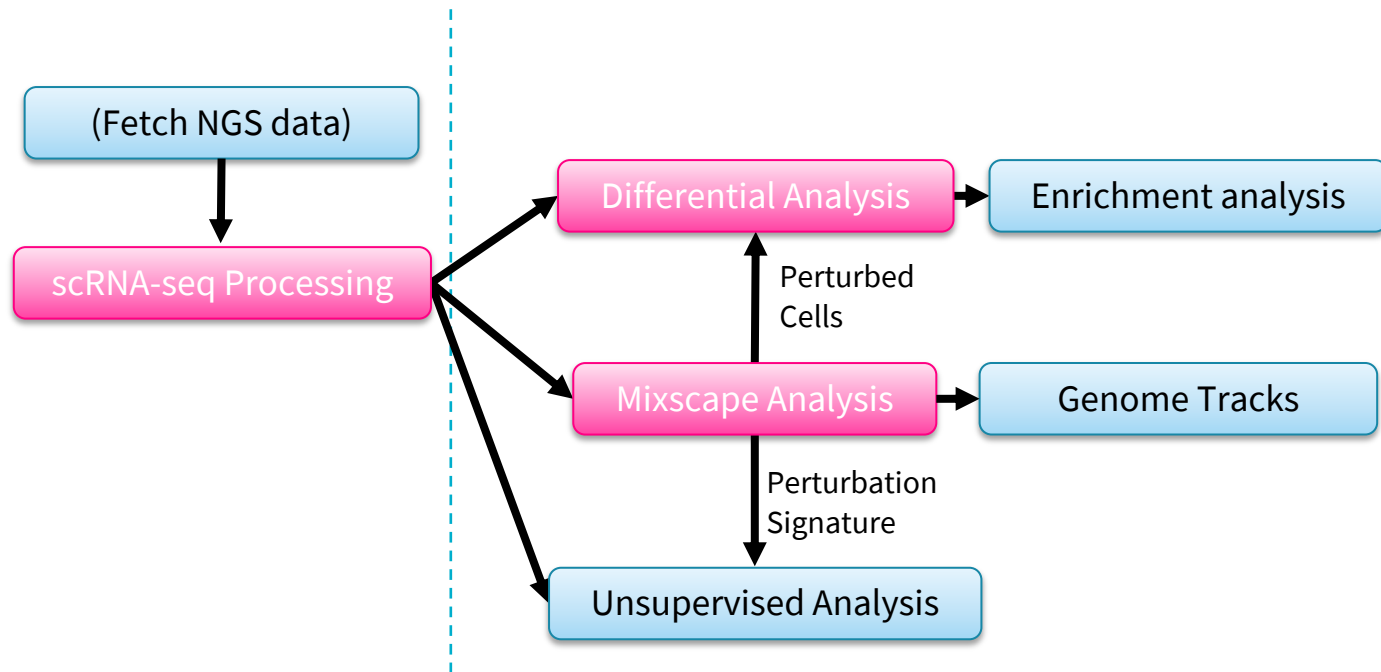 (Fetch NGS data)
scRNA-seq Processing
Differential Analysis
Enrichment analysis
Perturbed
Cells
Mixscape Analysis
Genome Tracks
Perturbation
Signature
Unsupervised Analysis